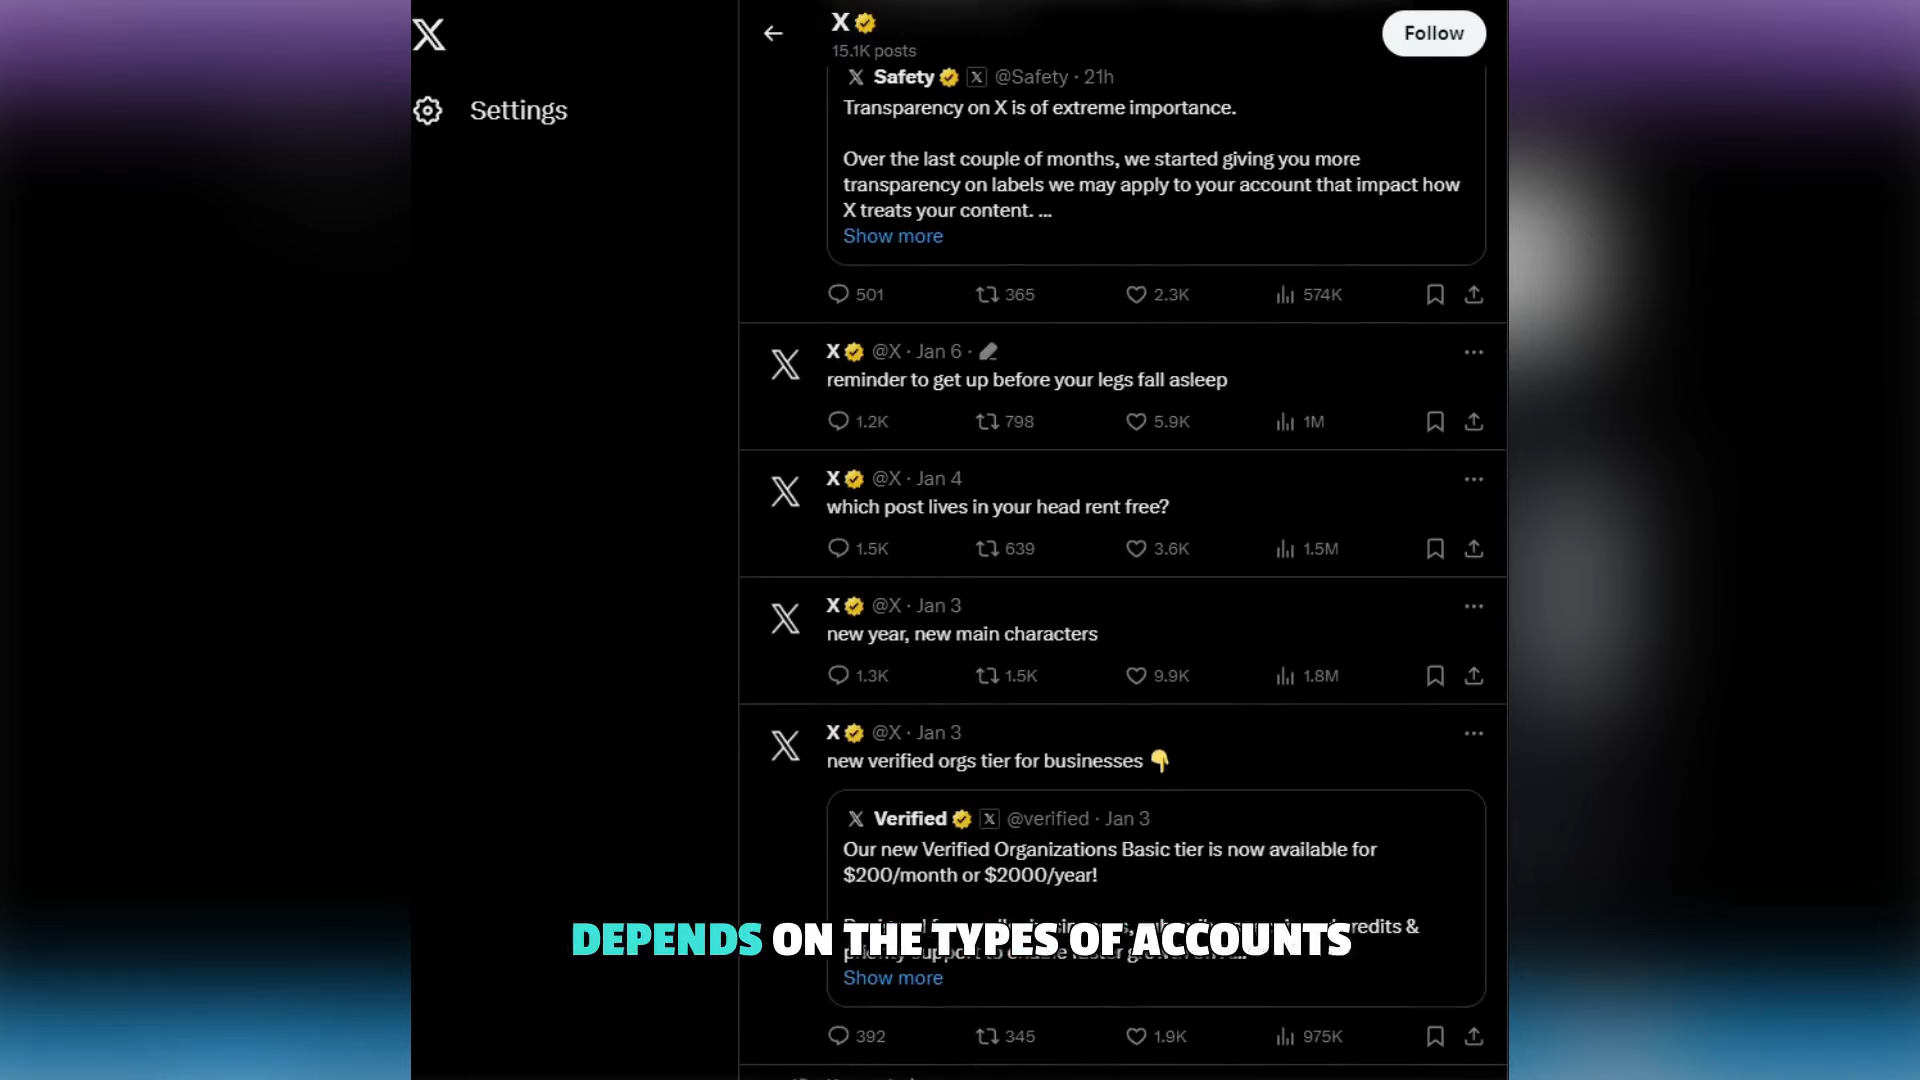 X
15.1K posts
Follow
Settings
Safety @Safety · 21h
Transparency on X is of extreme importance.
Over the last couple of months, we started giving you more
transparency on labels we may apply to your account that impact how
X treats your content. ...
Show more
501 365 2.3K 574K
X @X · Jan 6 ·
reminder to get up before your legs fall asleep
1.2K 798 5.9K 1M
X @X · Jan 4
which post lives in your head rent free?
1.5K 639 3.6K 1.5M
X @X · Jan 3
new year, new main characters
1.3K 1.5K 9.9K 1.8M
X @X · Jan 3
new verified orgs tier for businesses 👇
Verified @verified · Jan 3
Our new Verified Organizations Basic tier is now available for
$200/month or $2000/year!
DEPENDS ON THE TYPES OF ACCOUNTS
Show more
392 345 1.9K 975K